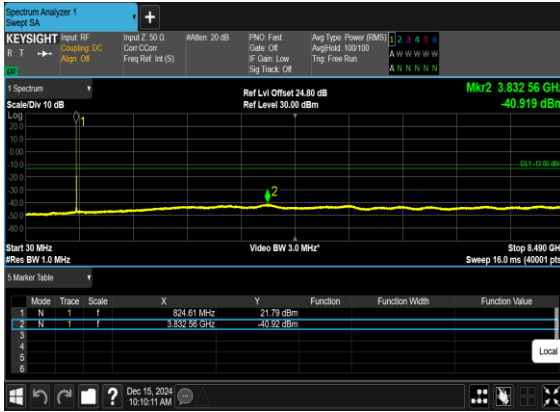 Spectrum Analyzer 1
Swept SA
+
KEYSIGHT Input: RF Input Z: 50 Ω #Atten: 20 dB PNO: Fast Avg Type: Power (RMS) 1 2 3 4 5 6
R T Coupling: DC Corr CCorr Gate: Off Avg|Hold: 100/100 A W W W W W
Align: Off Freq Ref: Int (S) IF Gain: Low Trig: Free Run
Sig Track: Off A N N N N N
1 Spectrum Ref Lvl Offset 24.80 dB Mkr2 3.832 56 GHz
Scale/Div 10 dB Ref Level 30.00 dBm -40.919 dBm
Log
1
20.0
10.0
0.00
-10.0
DL1 -13.00 dBm
-20.0
-30.0
2
-40.0
-50.0
-60.0
Start 30 MHz Video BW 3.0 MHz* Stop 8.490 GHz
#Res BW 1.0 MHz Sweep 16.0 ms (40001 pts)
5 Marker Table
Mode Trace Scale X Y Function Function Width Function Value
1 N 1 f 824.61 MHz 21.79 dBm
2 N 1 f 3.832 56 GHz -40.92 dBm
3
4
5
6
Local
? Dec 15, 2024
10:10:11 AM